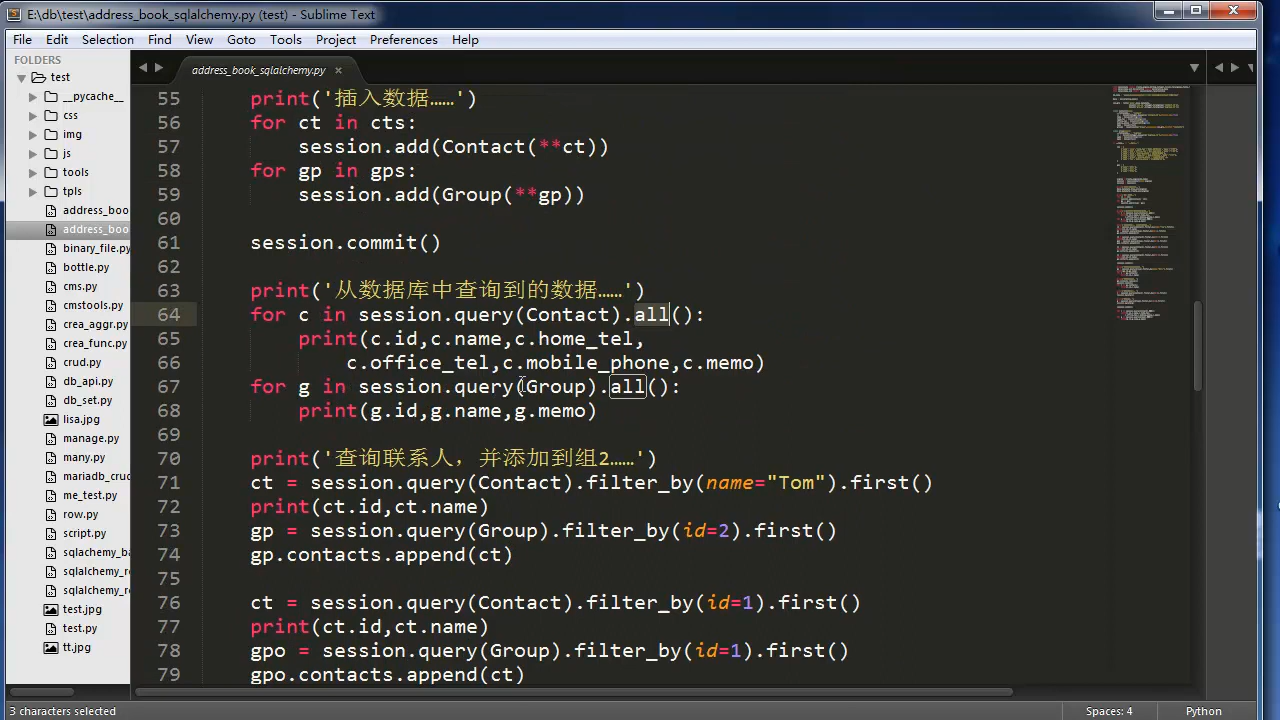 E:\db\test\address_book_sqlalchemy.py (test) - Sublime Text
File Edit Selection Find View Goto Tools Project Preferences Help
FOLDERS
test
__pycache__
css
img
js
tools
tpls
address_boo
address_boo
binary_file.py
bottle.py
cms.py
cmstools.py
crea_aggr.py
crea_func.py
crud.py
db_api.py
db_set.py
lisa.jpg
manage.py
many.py
mariadb_crud
me_test.py
row.py
script.py
sqlachemy_ba
sqlalchemy_re
sqlalchemy_re
test.jpg
test.py
tt.jpg
address_book_sqlalchemy.py ×
55 print('插入数据……')
56 for ct in cts:
57 session.add(Contact(**ct))
58 for gp in gps:
59 session.add(Group(**gp))
60
61 session.commit()
62
63 print('从数据库中查询到的数据……')
64 for c in session.query(Contact).all():
65 print(c.id,c.name,c.home_tel,
66 c.office_tel,c.mobile_phone,c.memo)
67 for g in session.query(Group).all():
68 print(g.id,g.name,g.memo)
69
70 print('查询联系人，并添加到组2……')
71 ct = session.query(Contact).filter_by(name="Tom").first()
72 print(ct.id,ct.name)
73 gp = session.query(Group).filter_by(id=2).first()
74 gp.contacts.append(ct)
75
76 ct = session.query(Contact).filter_by(id=1).first()
77 print(ct.id,ct.name)
78 gpo = session.query(Group).filter_by(id=1).first()
79 gpo.contacts.append(ct)
3 characters selected Spaces: 4 Python